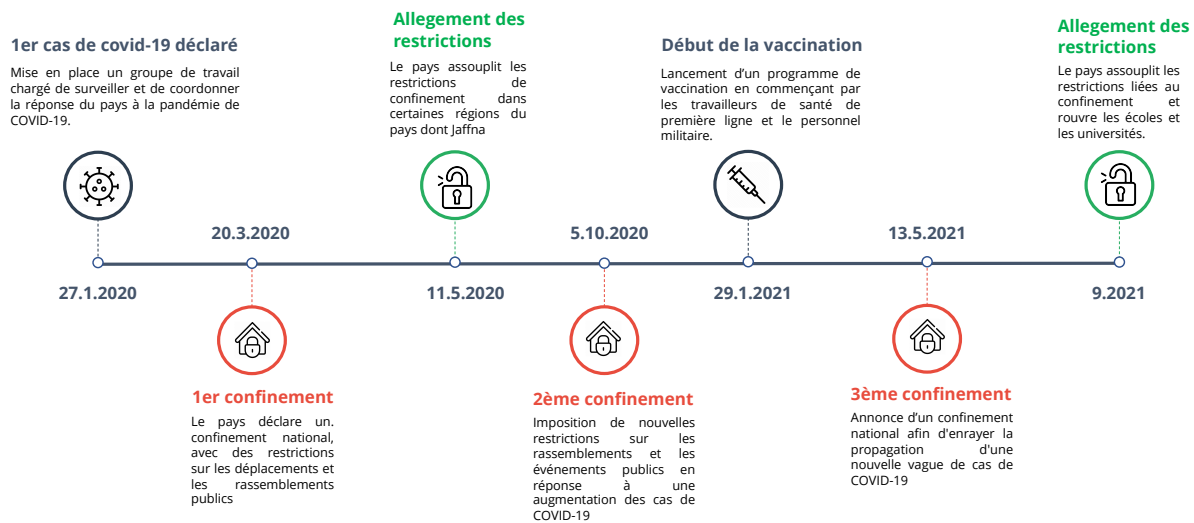 1er cas de covid-19 déclaré
Mise en place un groupe de travail
chargé de surveiller et de coordonner
la réponse du pays à la pandémie de
COVID-19.
27.1.2020
20.3.2020
1er confinement
Le pays déclare un.
confinement national,
avec des restrictions
sur les déplacements et
les rassemblements
publics
Allegement des
restrictions
Le pays assouplit les
restrictions de
confinement dans
certaines régions du
pays dont Jaffna
11.5.2020
5.10.2020
2ème confinement
Imposition de nouvelles
restrictions sur les
rassemblements et les
événements publics en
réponse à une
augmentation des cas de
COVID-19
Début de la vaccination
Lancement d’un programme de
vaccination en commençant par
les travailleurs de santé de
première ligne et le personnel
militaire.
29.1.2021
13.5.2021
3ème confinement
Annonce d’un confinement
national afin d'enrayer la
propagation d'une
nouvelle vague de cas de
COVID-19
Allegement des
restrictions
Le pays assouplit les
restrictions liées au
confinement et
rouvre les écoles et
les universités.
9.2021